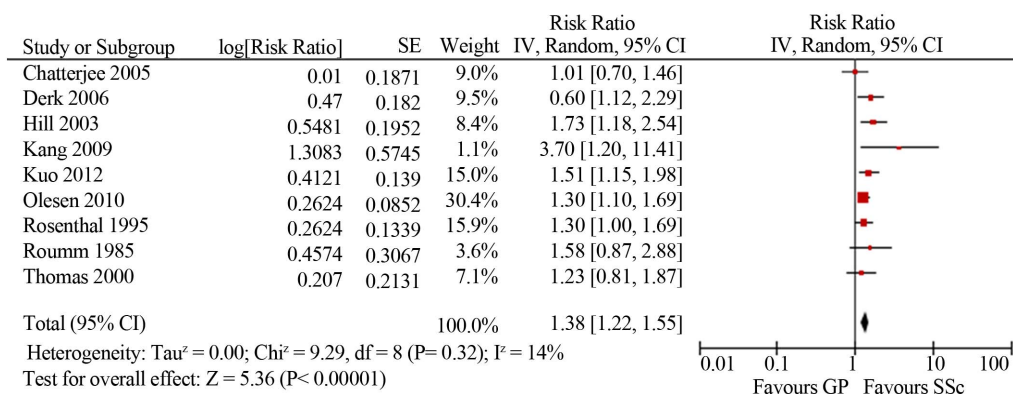 Risk Ratio Risk Ratio
Study or Subgroup log[Risk Ratio] SE Weight IV, Random, 95% CI IV, Random, 95% CI
Chatterjee 2005 0.01 0.1871 9.0% 1.01 [0.70, 1.46]
Derk 2006 0.47 0.182 9.5% 0.60 [1.12, 2.29]
Hill 2003 0.5481 0.1952 8.4% 1.73 [1.18, 2.54]
Kang 2009 1.3083 0.5745 1.1% 3.70 [1.20, 11.41]
Kuo 2012 0.4121 0.139 15.0% 1.51 [1.15, 1.98]
Olesen 2010 0.2624 0.0852 30.4% 1.30 [1.10, 1.69]
Rosenthal 1995 0.2624 0.1339 15.9% 1.30 [1.00, 1.69]
Roumm 1985 0.4574 0.3067 3.6% 1.58 [0.87, 2.88]
Thomas 2000 0.207 0.2131 7.1% 1.23 [0.81, 1.87]
Total (95% CI) 100.0% 1.38 [1.22, 1.55]
Heterogeneity: Tauᶻ = 0.00; Chiᶻ = 9.29, df = 8 (P= 0.32); Iᶻ = 14%
Test for overall effect: Z = 5.36 (P< 0.00001)
0.01 0.1 1 10 100
Favours GP Favours SSc